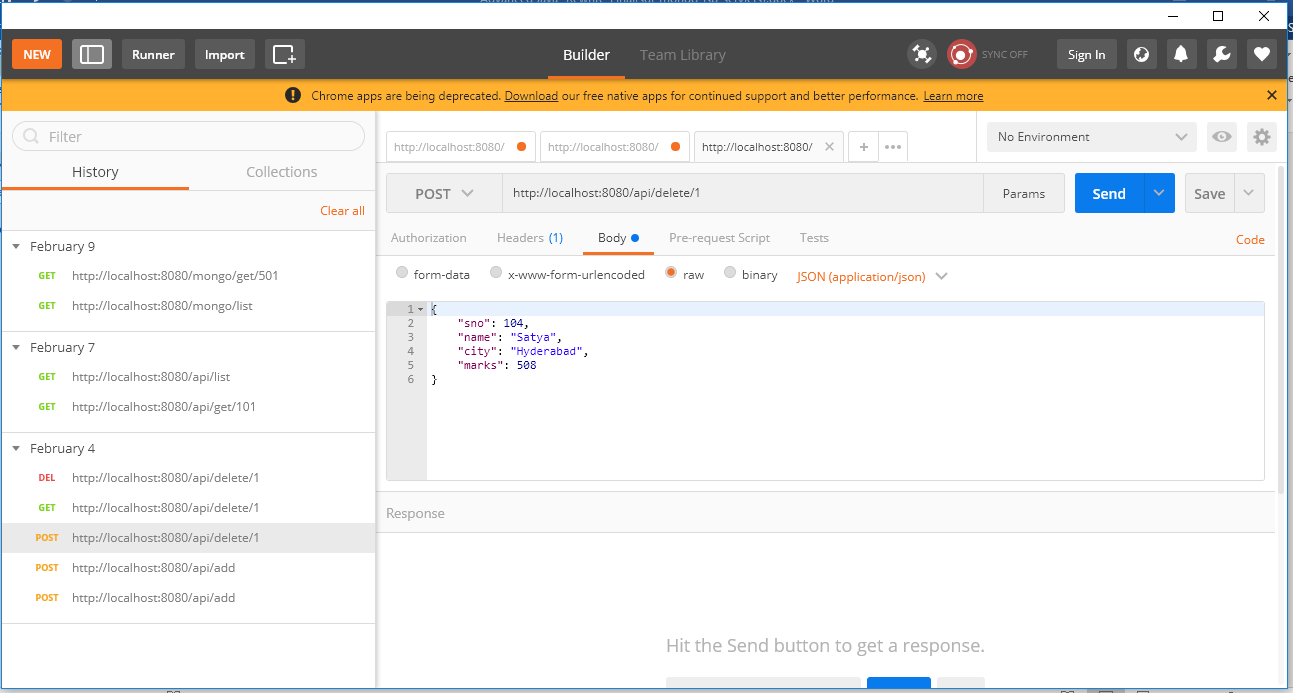 NEW Runner Import Builder Team Library SYNC OFF Sign In
Chrome apps are being deprecated. Download our free native apps for continued support and better performance. Learn more
Filter
History Collections
Clear all
February 9
GET http://localhost:8080/mongo/get/501
GET http://localhost:8080/mongo/list
February 7
GET http://localhost:8080/api/list
GET http://localhost:8080/api/get/101
February 4
DEL http://localhost:8080/api/delete/1
GET http://localhost:8080/api/delete/1
POST http://localhost:8080/api/delete/1
POST http://localhost:8080/api/add
POST http://localhost:8080/api/add
http://localhost:8080/ http://localhost:8080/ http://localhost:8080/ No Environment
POST http://localhost:8080/api/delete/1 Params Send Save
Authorization Headers (1) Body Pre-request Script Tests Code
form-data x-www-form-urlencoded raw binary JSON (application/json)
1 {
2 "sno": 104,
3 "name": "Satya",
4 "city": "Hyderabad",
5 "marks": 508
6 }
Response
Hit the Send button to get a response.